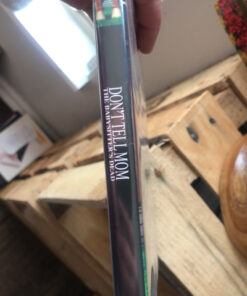 DON'T TELL MOM
THE BABYSITTER'S DEAD